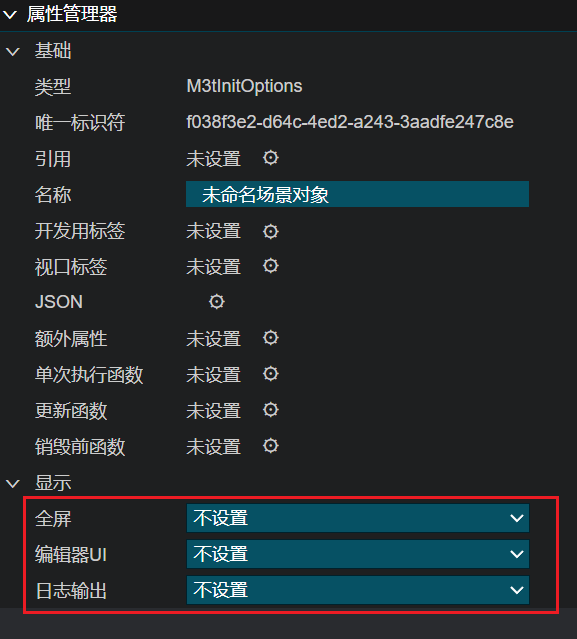 属性管理器
基础
类型 M3tInitOptions
唯一标识符 f038f3e2-d64c-4ed2-a243-3aadfe247c8e
引用 未设置
名称 未命名场景对象
开发用标签 未设置
视口标签 未设置
JSON
额外属性 未设置
单次执行函数 未设置
更新函数 未设置
销毁前函数 未设置
显示
全屏 不设置
编辑器UI 不设置
日志输出 不设置